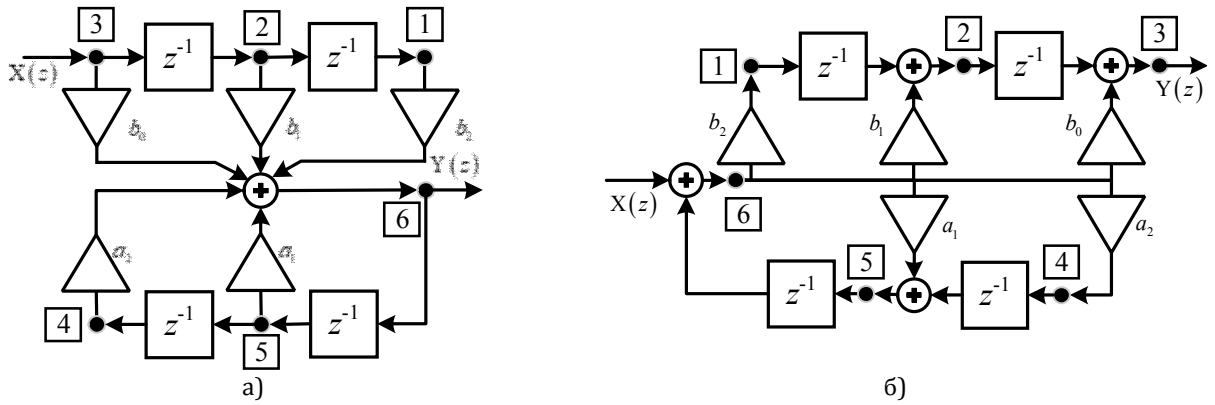 3
2
1
X(z)
z⁻¹
z⁻¹
b₀
b₁
b₂
Y(z)
6
a₂
a₁
4
z⁻¹
5
z⁻¹
а)
1
z⁻¹
2
z⁻¹
3
Y(z)
b₂
b₁
b₀
X(z)
6
a₁
a₂
z⁻¹
5
z⁻¹
4
б)